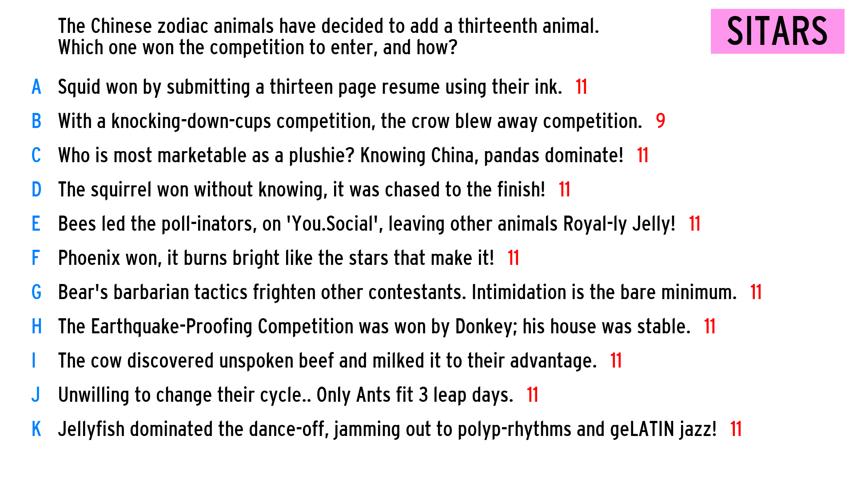 The Chinese zodiac animals have decided to add a thirteenth animal.
Which one won the competition to enter, and how?
SITARS
A Squid won by submitting a thirteen page resume using their ink. 11
B With a knocking-down-cups competition, the crow blew away competition. 9
C Who is most marketable as a plushie? Knowing China, pandas dominate! 11
D The squirrel won without knowing, it was chased to the finish! 11
E Bees led the poll-inators, on 'You.Social', leaving other animals Royal-ly Jelly! 11
F Phoenix won, it burns bright like the stars that make it! 11
G Bear's barbarian tactics frighten other contestants. Intimidation is the bare minimum. 11
H The Earthquake-Proofing Competition was won by Donkey; his house was stable. 11
I The cow discovered unspoken beef and milked it to their advantage. 11
J Unwilling to change their cycle.. Only Ants fit 3 leap days. 11
K Jellyfish dominated the dance-off, jamming out to polyp-rhythms and geLATIN jazz! 11